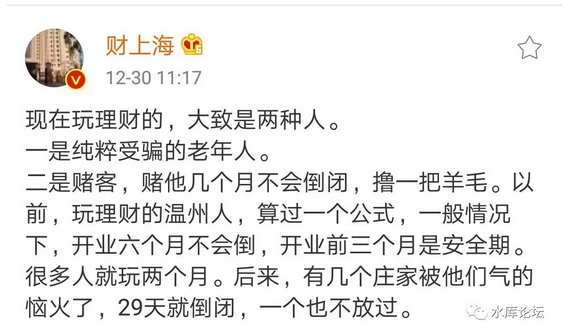 财上海
12-30 11:17
现在玩理财的，大致是两种人。
一是纯粹受骗的老年人。
二是赌客，赌他几个月不会倒闭，撸一把羊毛。以
前，玩理财的温州人，算过一个公式，一般情况
下，开业六个月不会倒，开业前三个月是安全期。
很多人就玩两个月。后来，有几个庄家被他们气的
恼火了，29天就倒闭，一个也不放过。
水库论坛